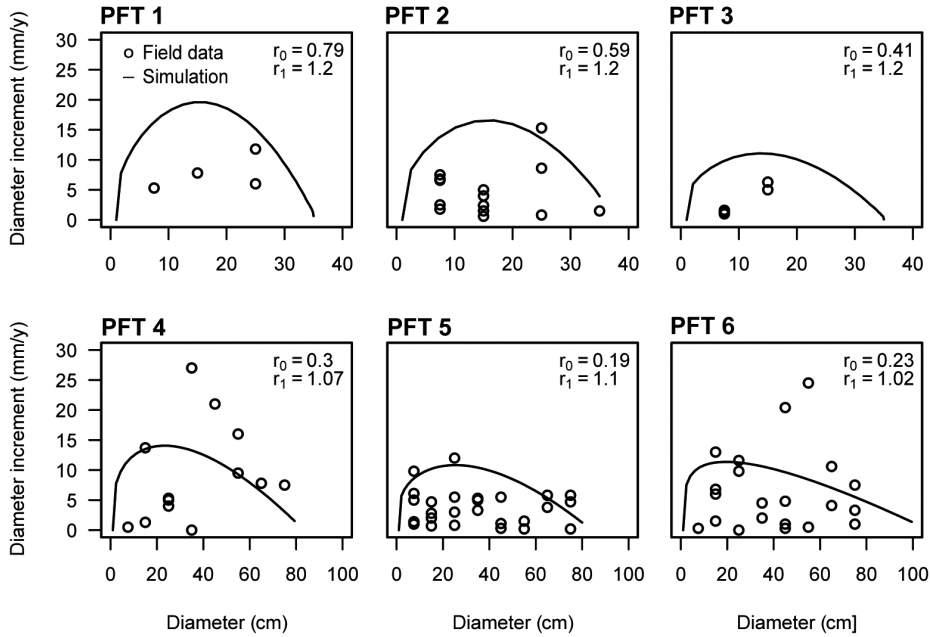 PFT 1
PFT 2
PFT 3
Diameter increment (mm/y)
30
25
20
15
10
5
0
Field data
Simulation
r0 = 0.79
r1 = 1.2
r0 = 0.59
r1 = 1.2
r0 = 0.41
r1 = 1.2
0 10 20 30 40
0 10 20 30 40
0 10 20 30 40
PFT 4
PFT 5
PFT 6
Diameter increment (mm/y)
30
25
20
15
10
5
0
r0 = 0.3
r1 = 1.07
r0 = 0.19
r1 = 1.1
r0 = 0.23
r1 = 1.02
0 20 40 60 80 100
0 20 40 60 80 100
0 20 40 60 80 100
Diameter (cm)
Diameter (cm)
Diameter (cm]